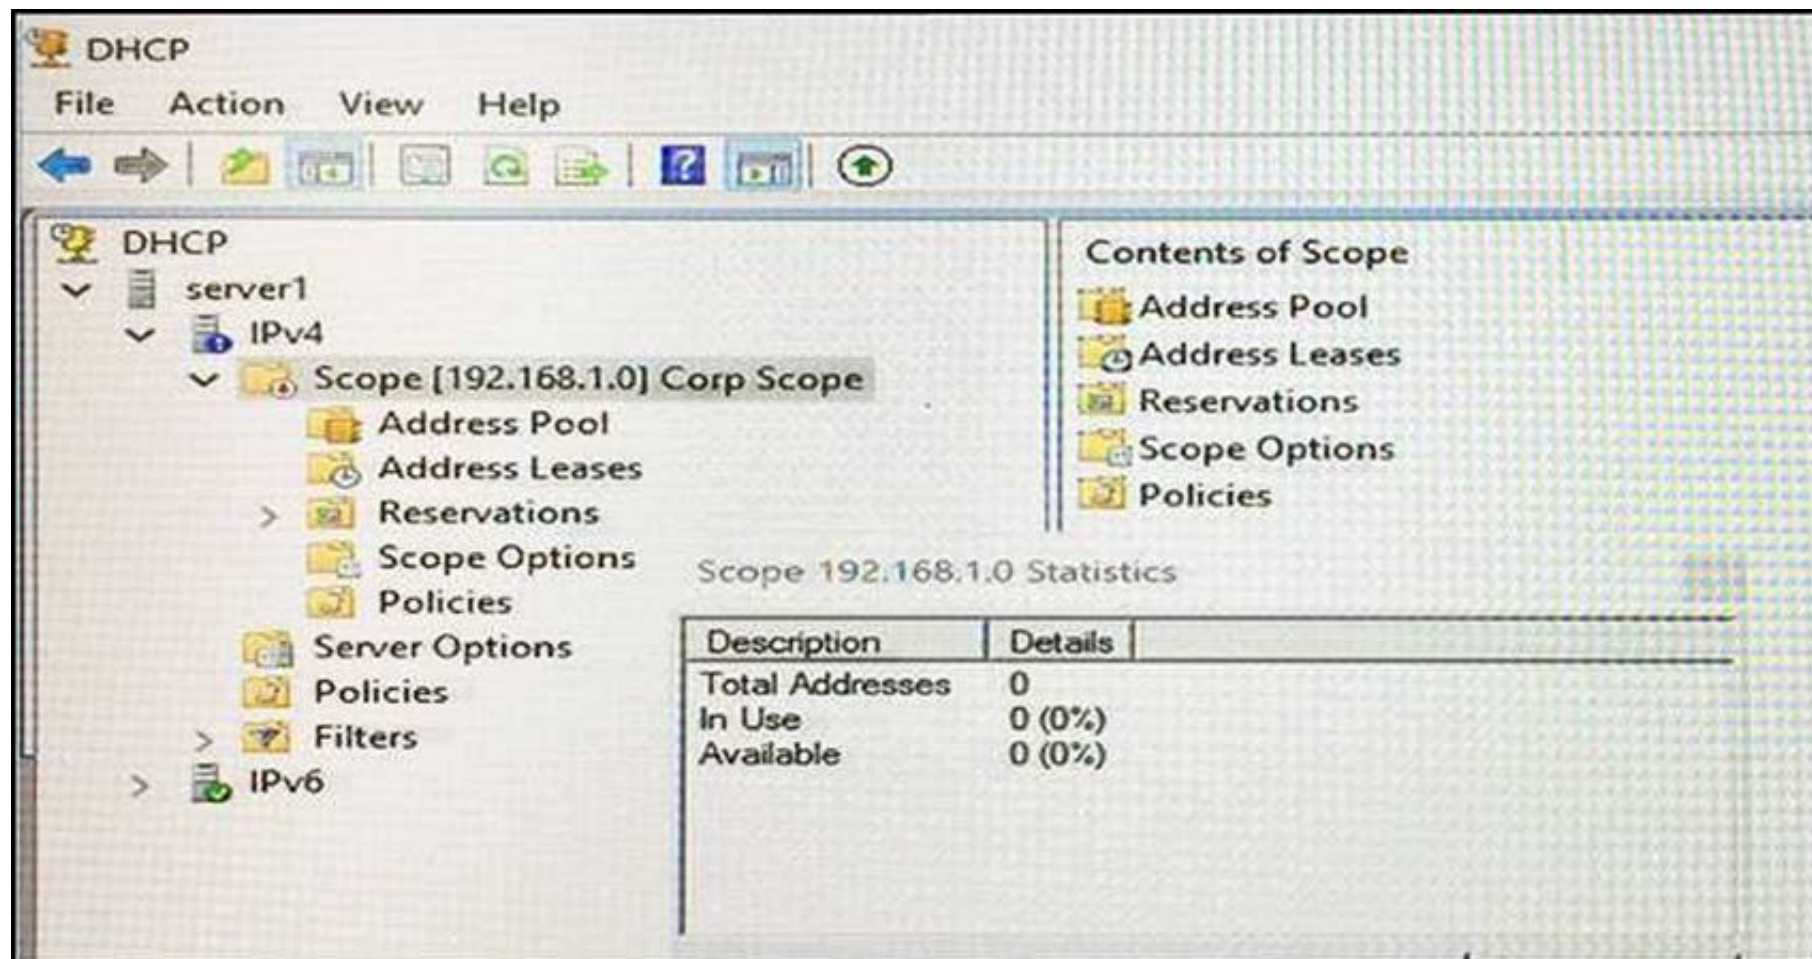 DHCP
File Action View Help
DHCP
server1
IPv4
Scope [192.168.1.0] Corp Scope
Address Pool
Address Leases
Reservations
Scope Options
Policies
Server Options
Policies
Filters
IPv6
Contents of Scope
Address Pool
Address Leases
Reservations
Scope Options
Policies
Scope 192.168.1.0 Statistics
Description Details
Total Addresses 0
In Use 0 (0%)
Available 0 (0%)